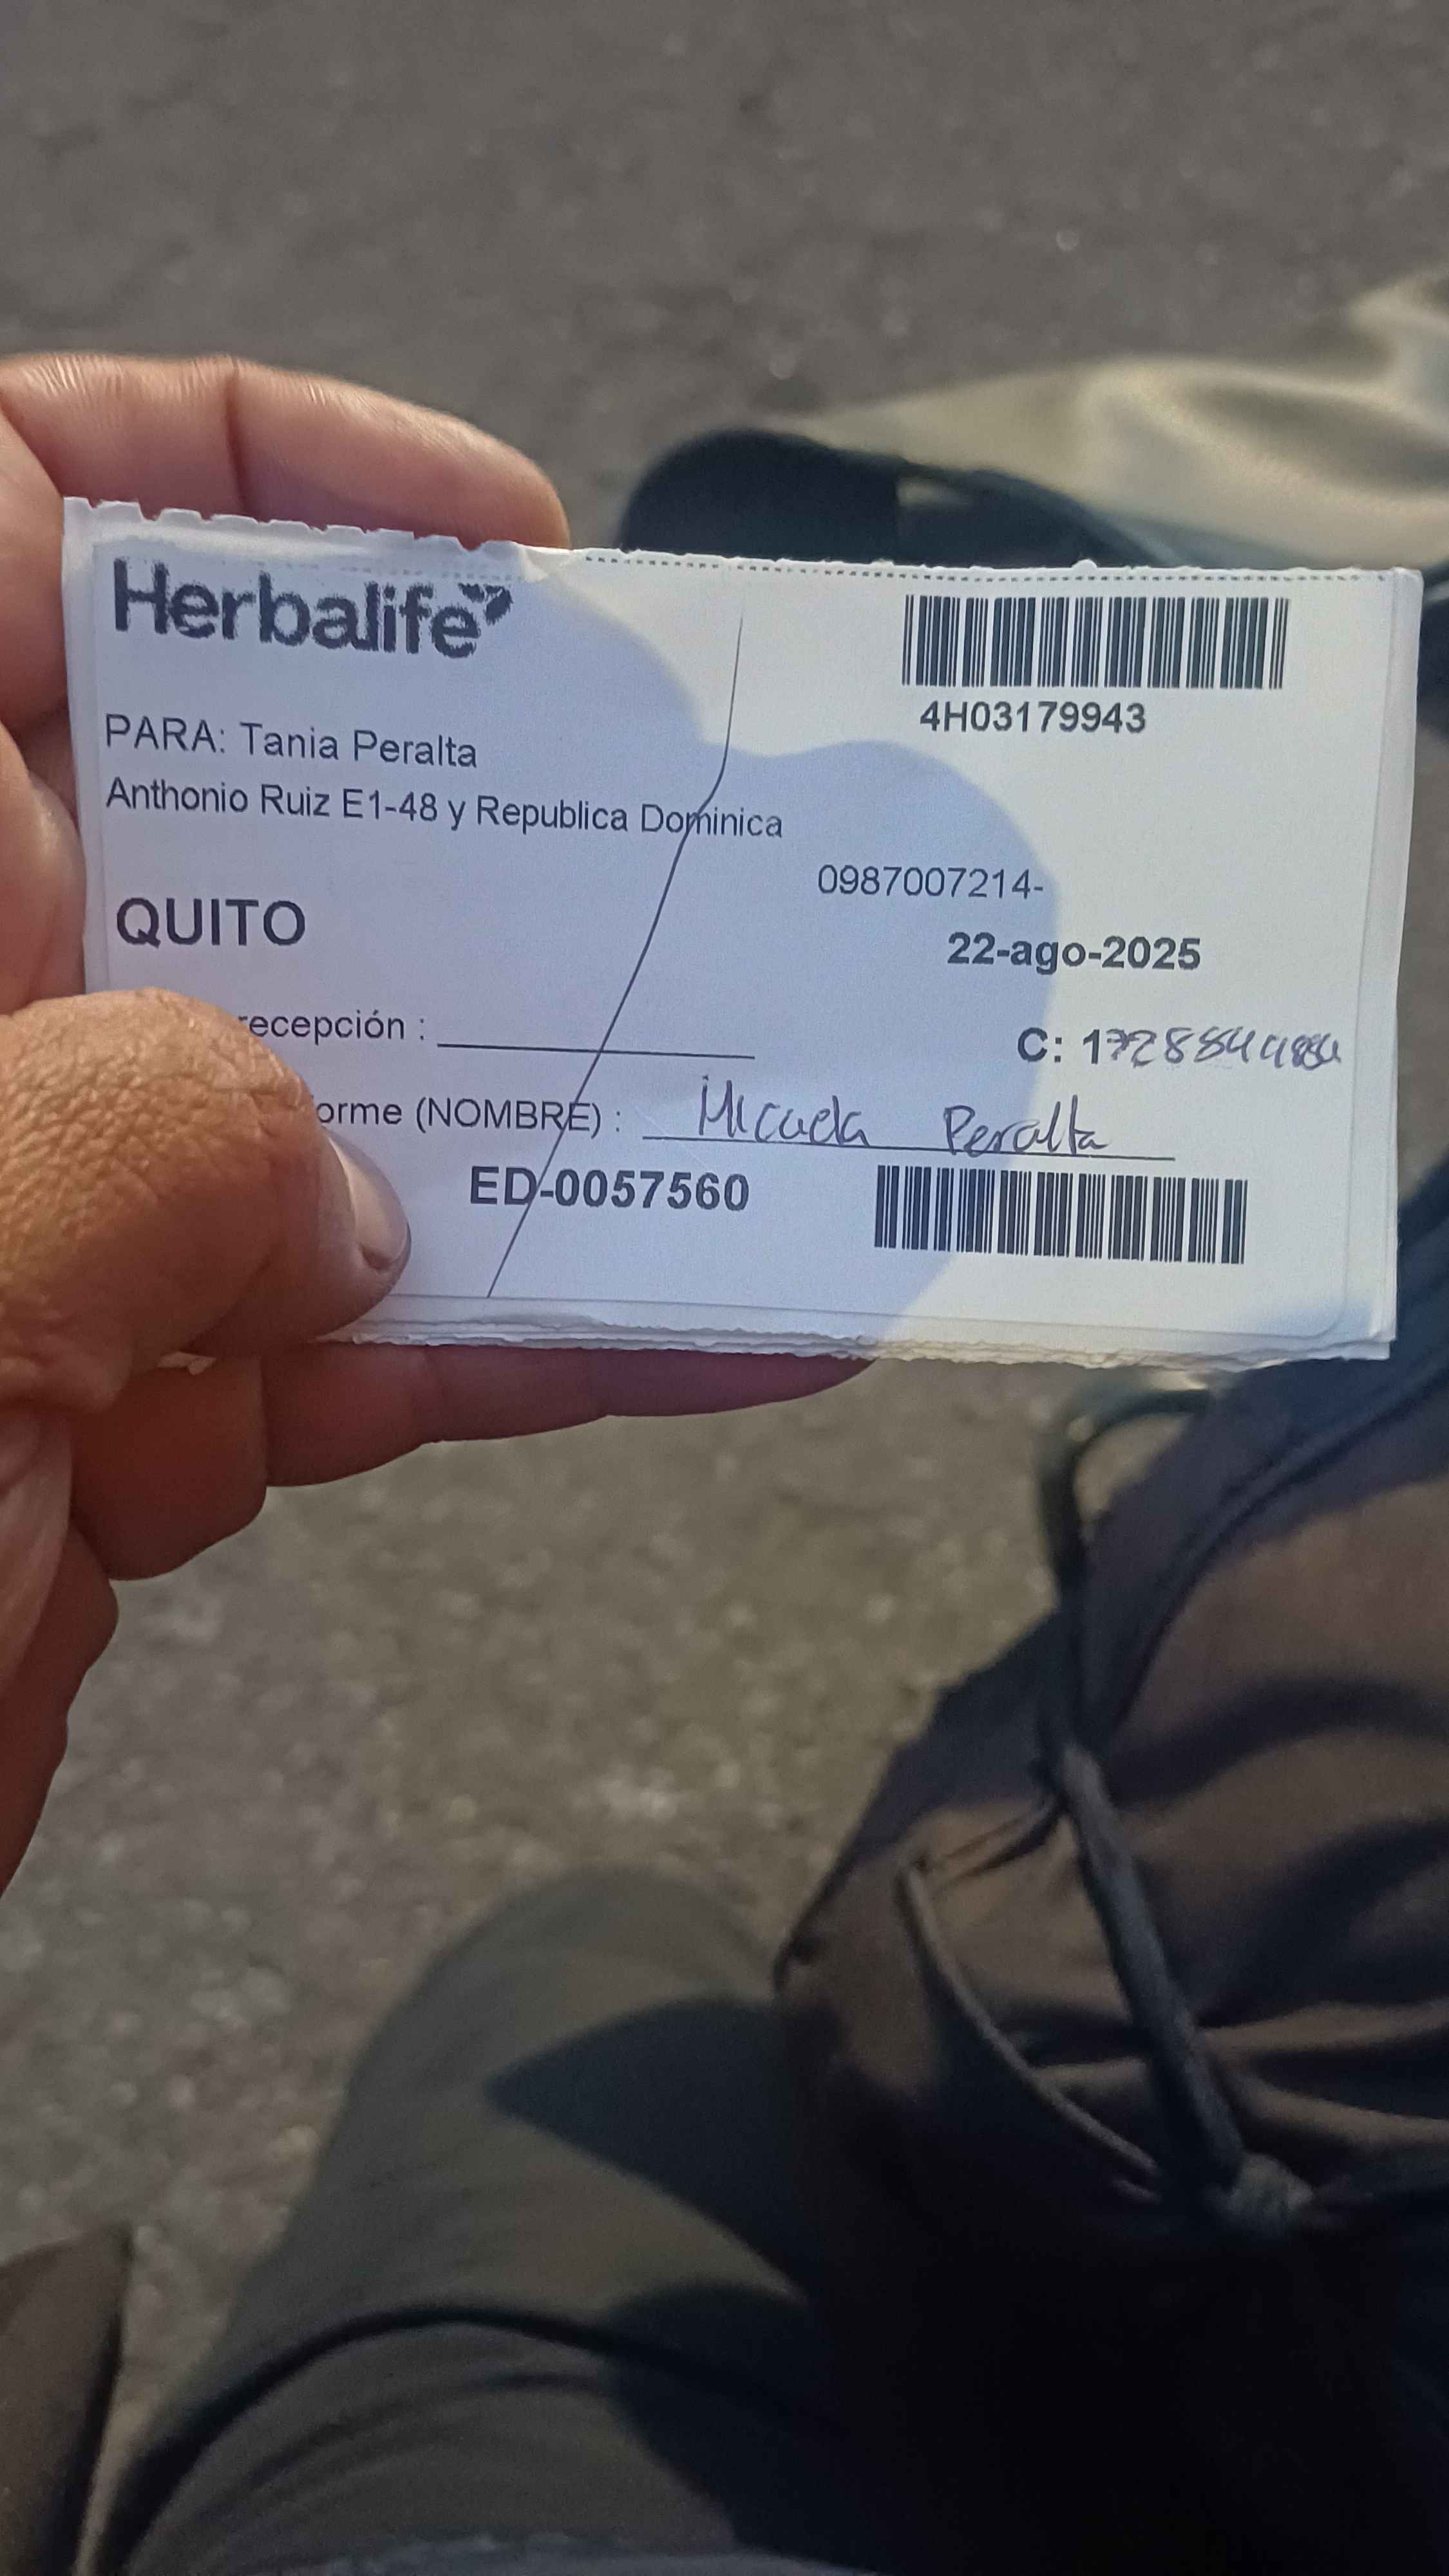 Herbalife
4H03179943
PARA: Tania Peralta
Anthonio Ruiz E1-48 y Republica Dominica
0987007214-
QUITO
22-ago-2025
recepción :
C:
orme (NOMBRE) : Micaela Peralta
ED-0057560